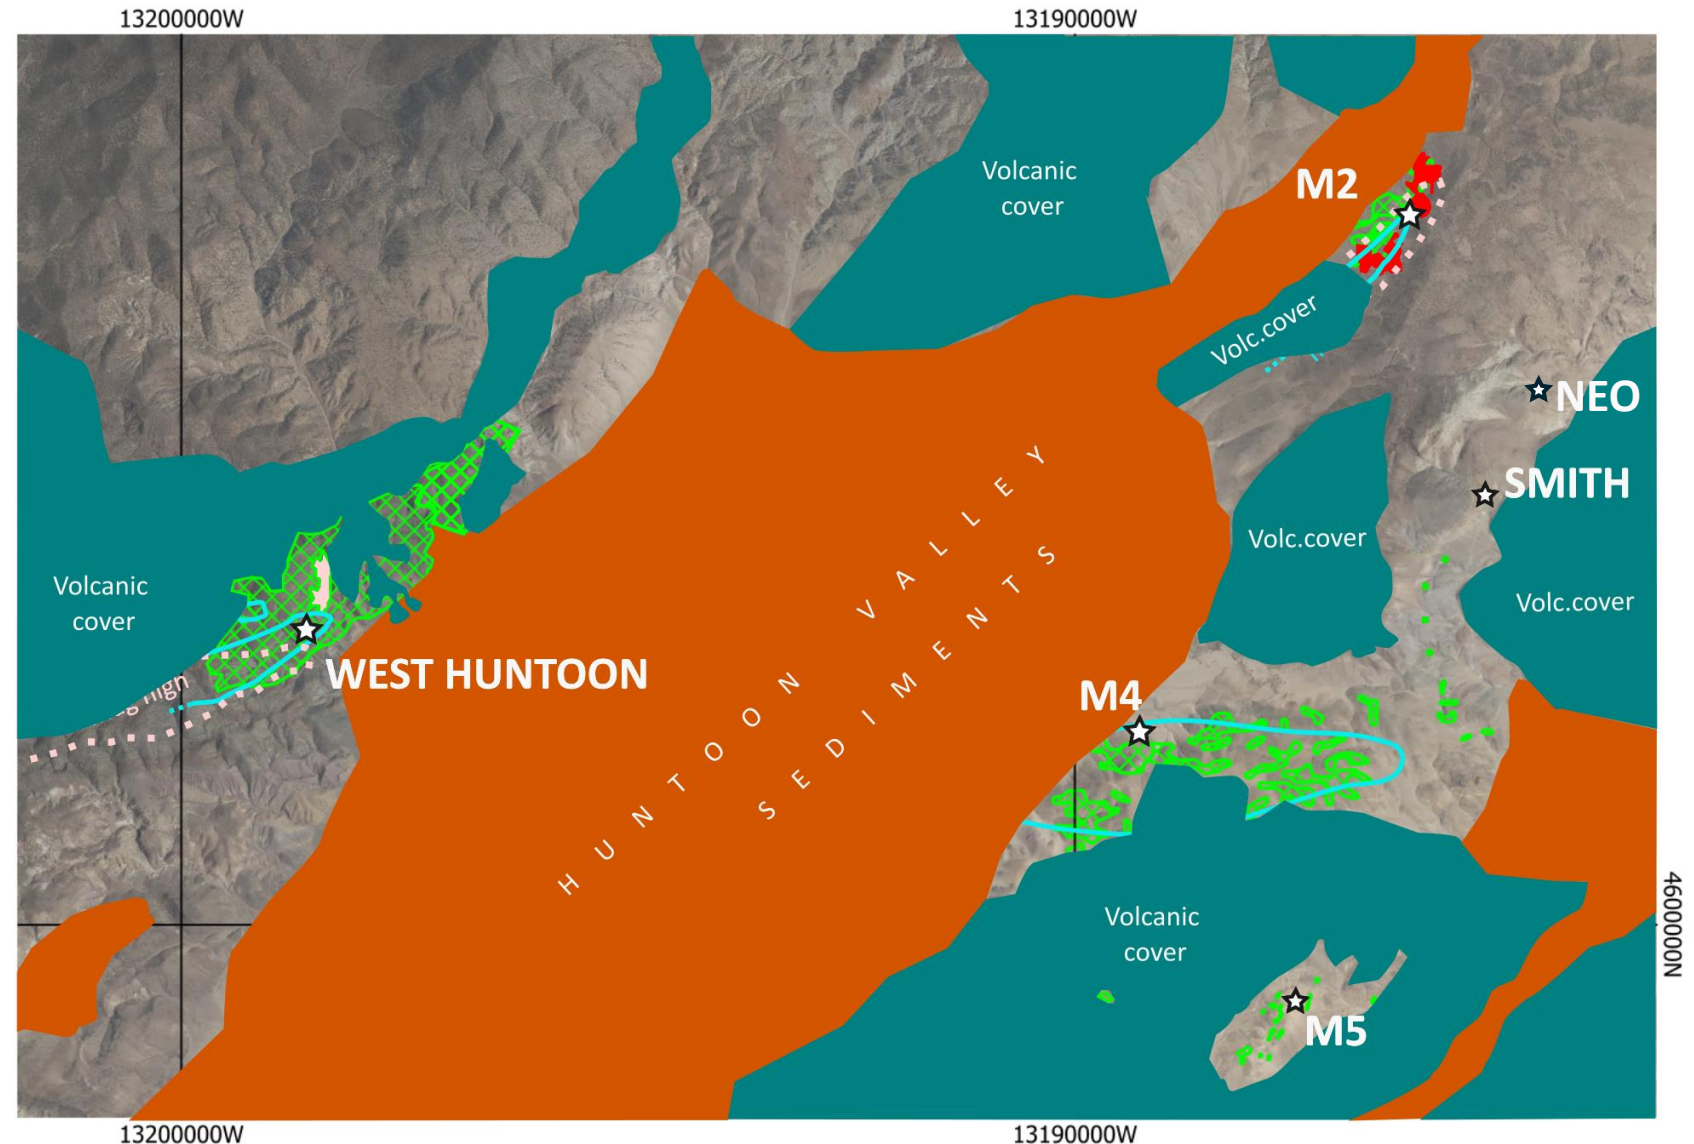 13200000W
13190000W
Volcanic
cover
M2
Volc.cover
NEO
SMITH
HUNTOON VALLEY
SEDIMENTS
Volc.cover
Volcanic
cover
Volc.cover
WEST HUNTOON
high
M4
4600000N
Volcanic
cover
M5
13200000W
13190000W